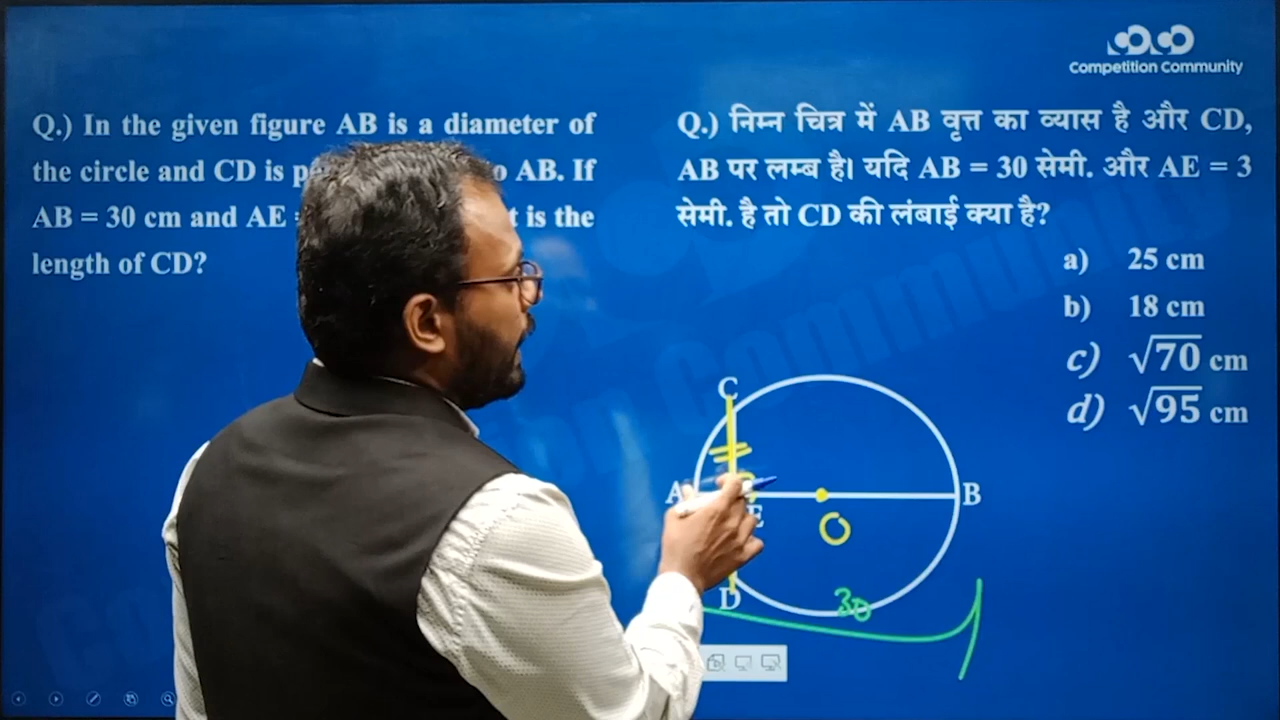 Competition Community
Q.) In the given figure AB is a diameter of
the circle and CD is AB. If
AB = 30 cm and AE is the
length of CD?
Q.) निम्न चित्र में AB वृत्त का व्यास है और CD,
AB पर लम्ब है। यदि AB = 30 सेमी. और AE = 3
सेमी. है तो CD की लंबाई क्या है?
a) 25 cm
b) 18 cm
c) √70 cm
d) √95 cm
C
A
E
B
O
D
30